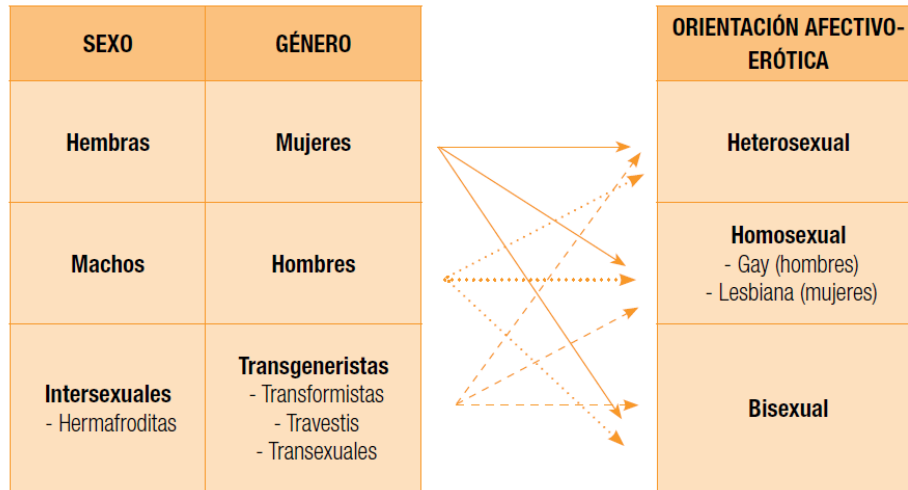 SEXO
GÉNERO
ORIENTACIÓN AFECTIVO-
ERÓTICA
Hembras
Mujeres
Heterosexual
Machos
Hombres
Homosexual
- Gay (hombres)
- Lesbiana (mujeres)
Intersexuales
- Hermafroditas
Transgeneristas
- Transformistas
- Travestis
- Transexuales
Bisexual